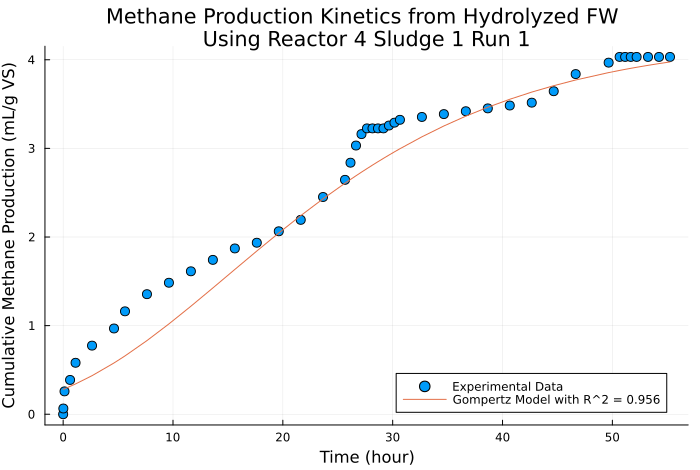 Methane Production Kinetics from Hydrolyzed FW
Using Reactor 4 Sludge 1 Run 1
Cumulative Methane Production (mL/g VS)
4
3
2
1
0
0 10 20 30 40 50
Time (hour)
Experimental Data
Gompertz Model with R^2 = 0.956